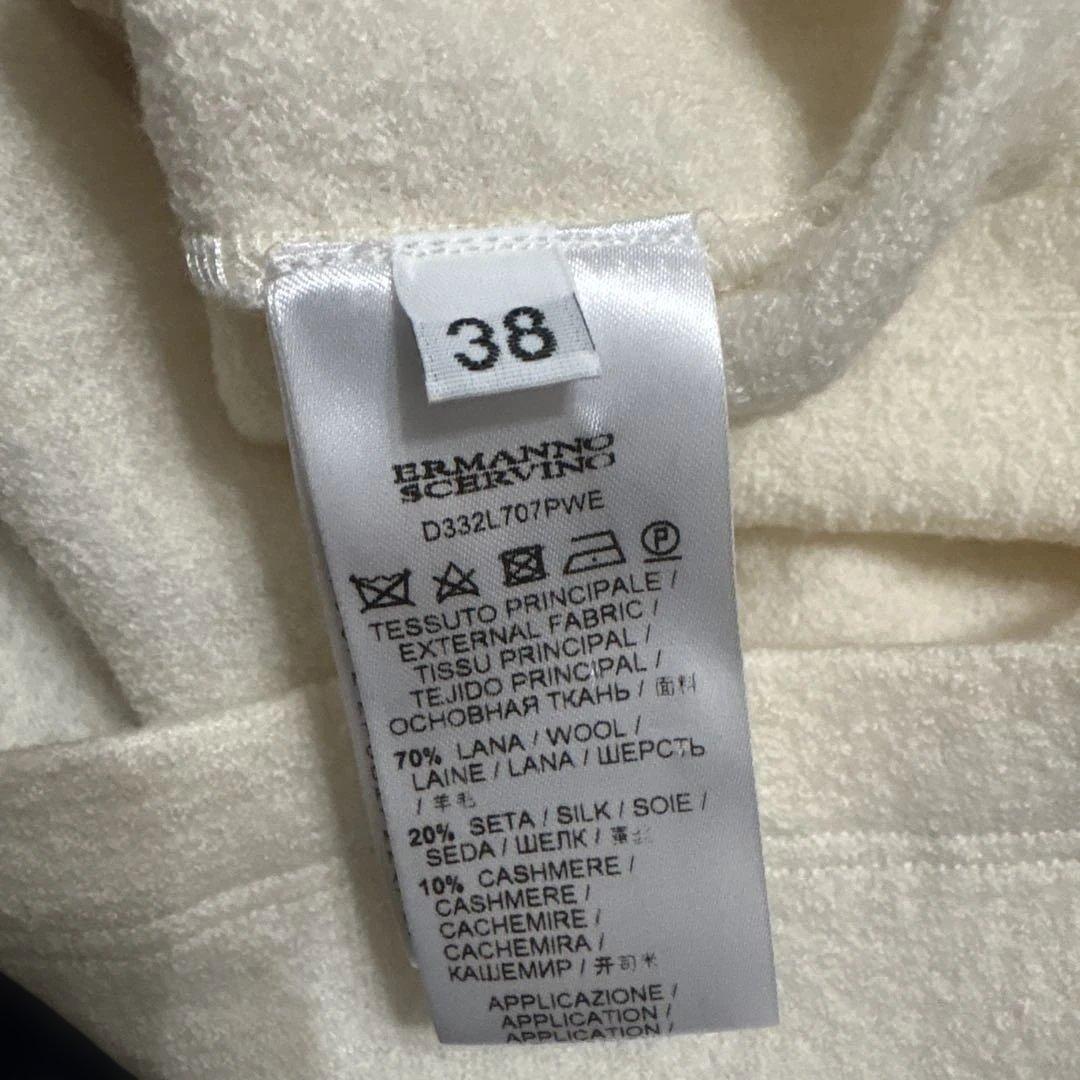 38
ERMANNO
SCERVINO
D332L707PWE
P
TESSUTO PRINCIPALE /
EXTERNAL FABRIC /
TISSU PRINCIPAL /
TEJIDO PRINCIPAL /
ОСНОВНАЯ ТКАНЬ / 面料
70% LANA / WOOL /
LAINE / LANA / ШЕРСТЬ
/ 羊毛
20% SETA / SILK / SOIE /
SEDA / ШЕЛК /
10% CASHMERE /
CASHMERE /
CACHEMIRE /
CACHEMIRA /
КАШЕМИР / 开司米
APPLICAZIONE /
APPLICATION /
APPLICATION /